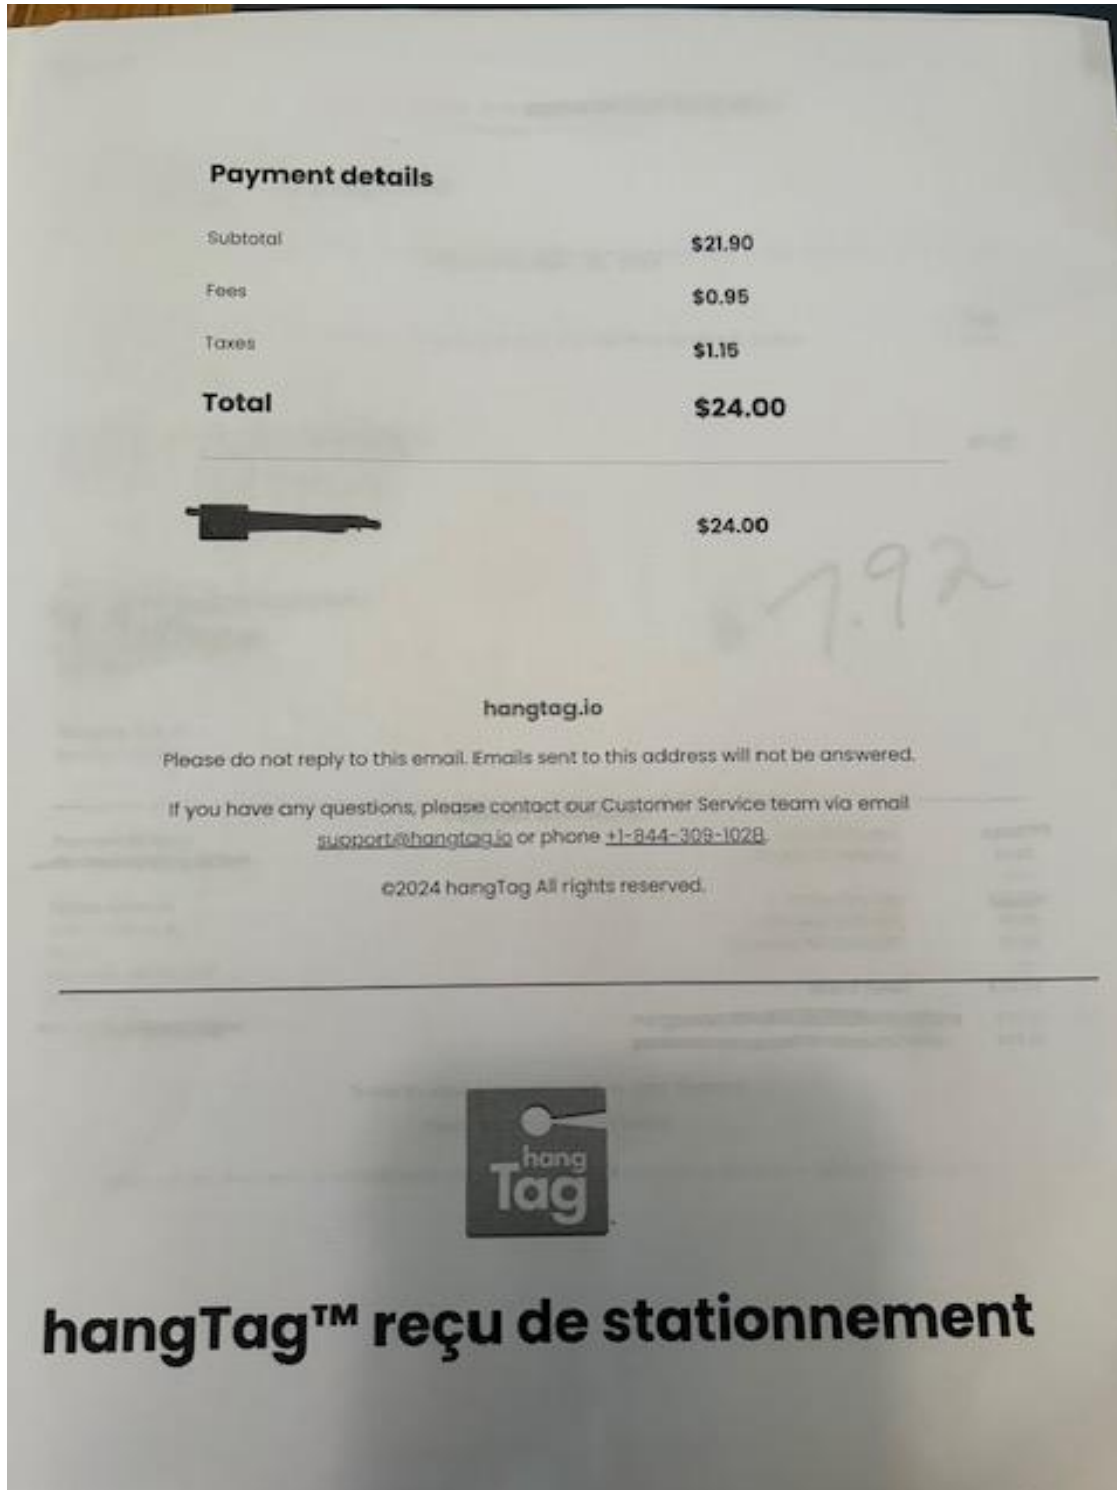 Payment details
Subtotal $21.90
Fees $0.95
Taxes $1.15
Total $24.00
$24.00
7.92
hangtag.io
Please do not reply to this email. Emails sent to this address will not be answered.
If you have any questions, please contact our Customer Service team via email
support@hangtag.io or phone +1-844-309-1028.
©2024 hangTag All rights reserved.
hang
Tag
hangTag™ reçu de stationnement